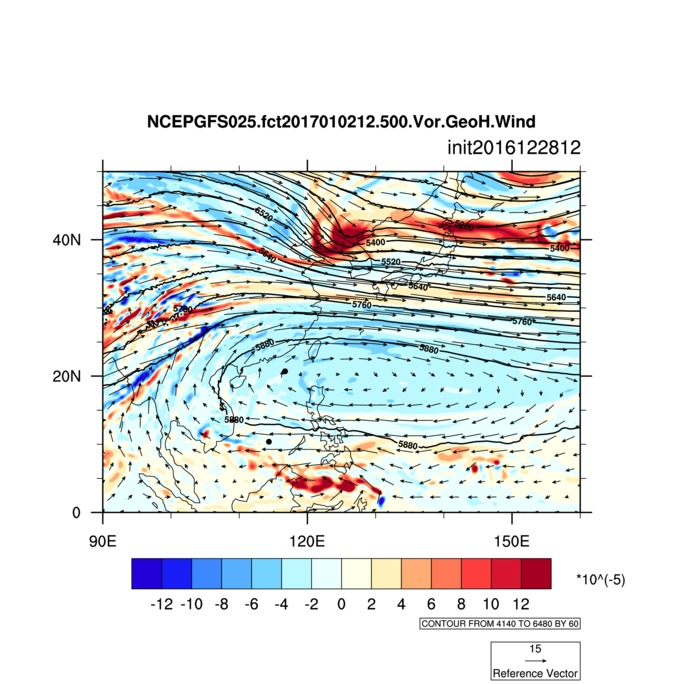 NCEPGFS025.fct2017010212.500.Vor.GeoH.Wind
init2016122812
40N
20N
0
5520
5400
5400
5520
5640
5640
5760
5760
5880
5880
5880
5880
90E
120E
150E
-12 -10 -8 -6 -4 -2 0 2 4 6 8 10 12
*10^(-5)
CONTOUR FROM 4140 TO 6480 BY 60
15
Reference Vector